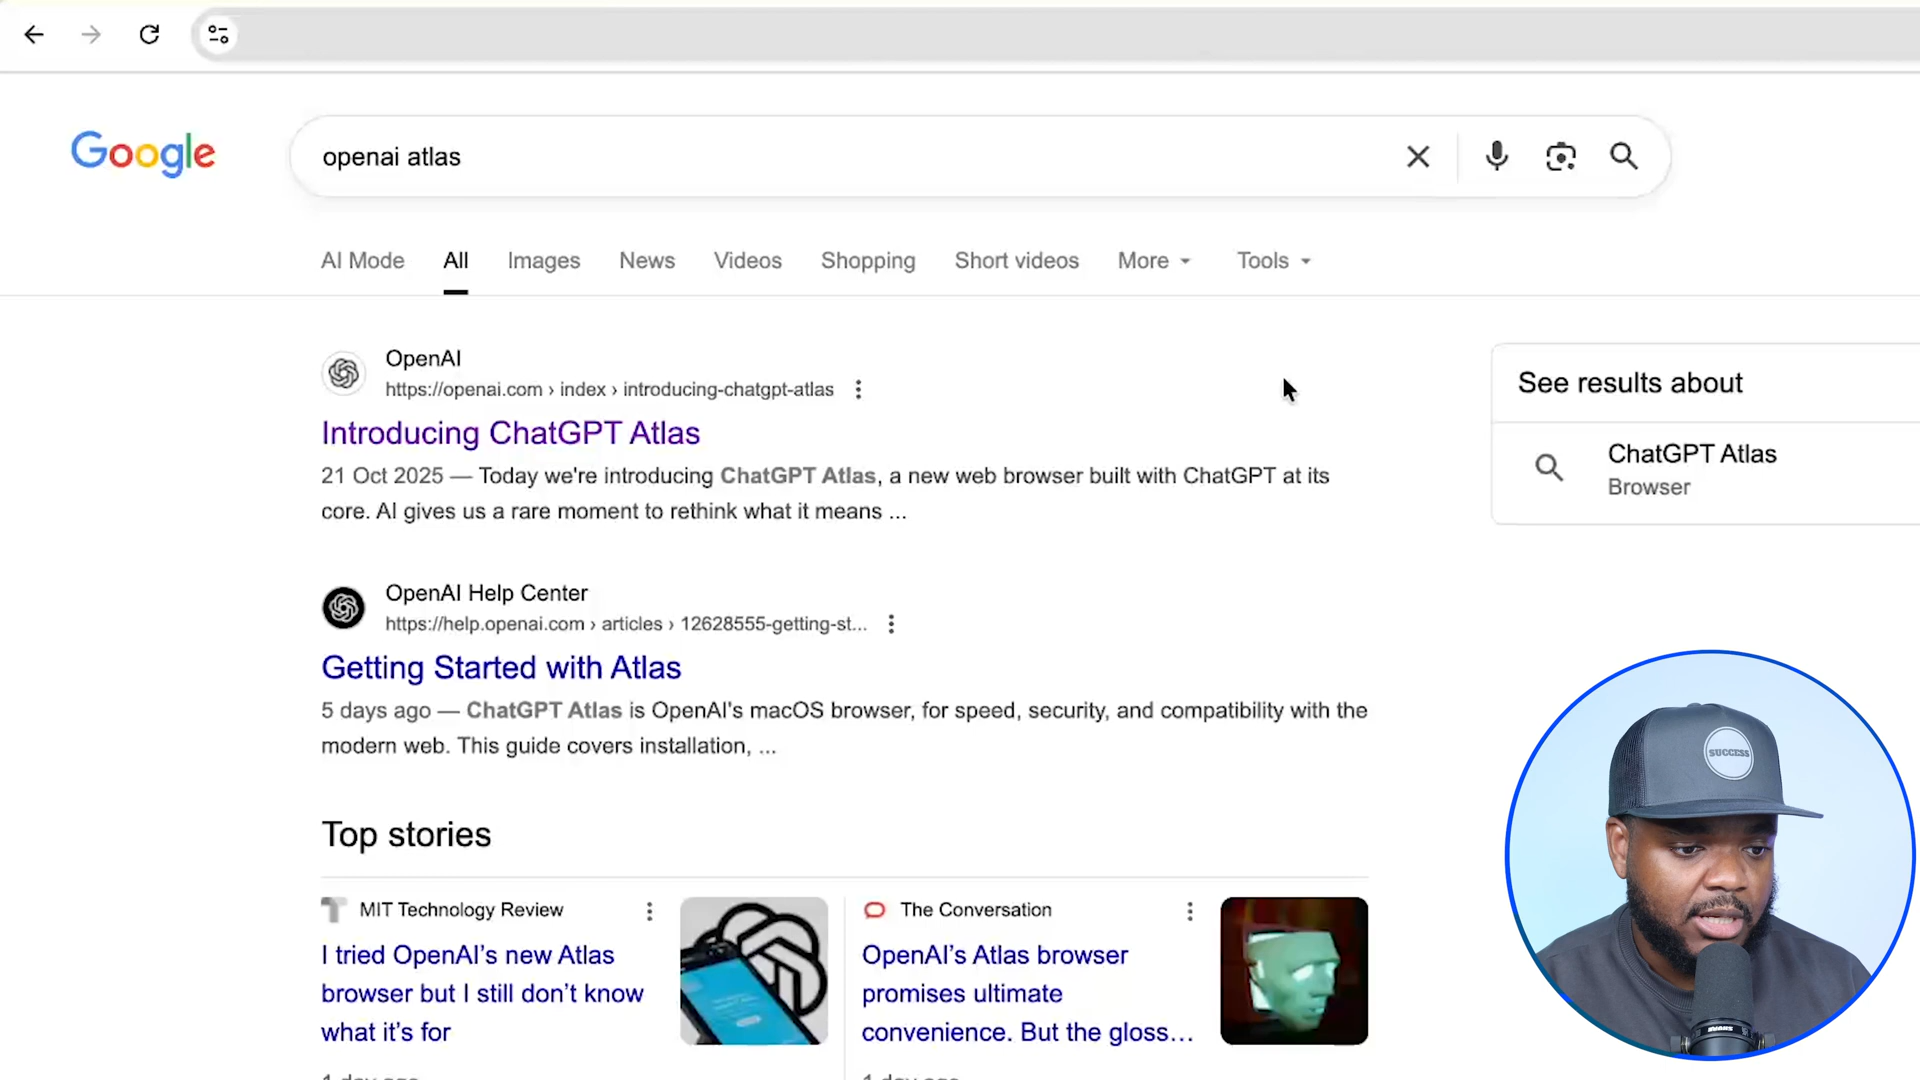 Google
openai atlas
AI Mode
All
Images
News
Videos
Shopping
Short videos
More
Tools
OpenAI
https://openai.com › index › introducing-chatgpt-atlas
Introducing ChatGPT Atlas
21 Oct 2025 — Today we're introducing ChatGPT Atlas, a new web browser built with ChatGPT at its
core. AI gives us a rare moment to rethink what it means ...
See results about
ChatGPT Atlas
Browser
OpenAI Help Center
https://help.openai.com › articles › 12628555-getting-st...
Getting Started with Atlas
5 days ago — ChatGPT Atlas is OpenAI's macOS browser, for speed, security, and compatibility with the
modern web. This guide covers installation, ...
Top stories
MIT Technology Review
I tried OpenAI’s new Atlas
browser but I still don’t know
what it’s for
1 day ago
The Conversation
OpenAI’s Atlas browser
promises ultimate
convenience. But the gloss...
1 day ago
SUCCESS